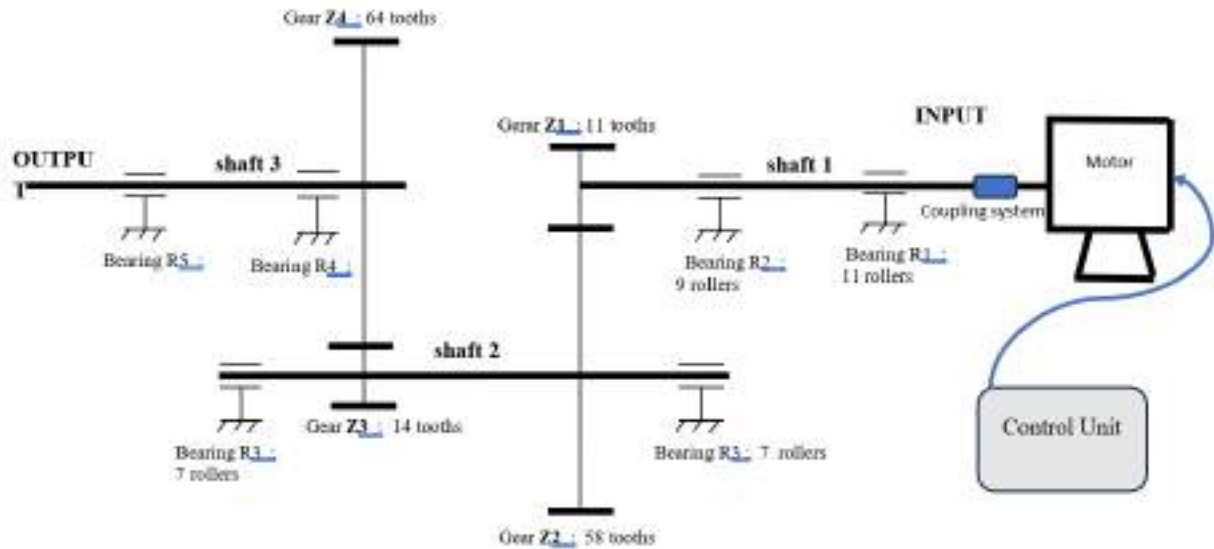 Gear Z4 : 64 tooths
Gerar Z1 : 11 tooths
INPUT
Motor
OUTPU
T
shaft 3
shaft 1
Coupling system
Bearing R5 :
Bearing R4 :
Bearing R2 :
9 rollers
Bearing R1 :
11 rollers
shaft 2
Gear Z3 : 14 tooths
Control Unit
Bearing R3 :
7 rollers
Bearing R3 : 7 rollers
Gear Z2 : 58 tooths